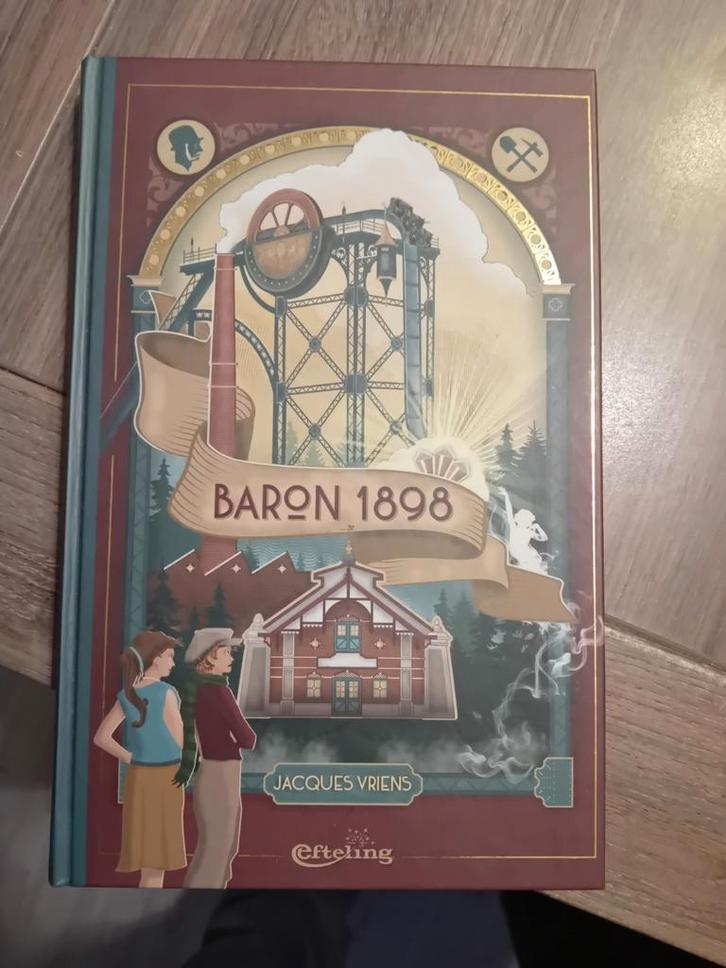 BARON 1898
JACQUES VRIENS
efteling